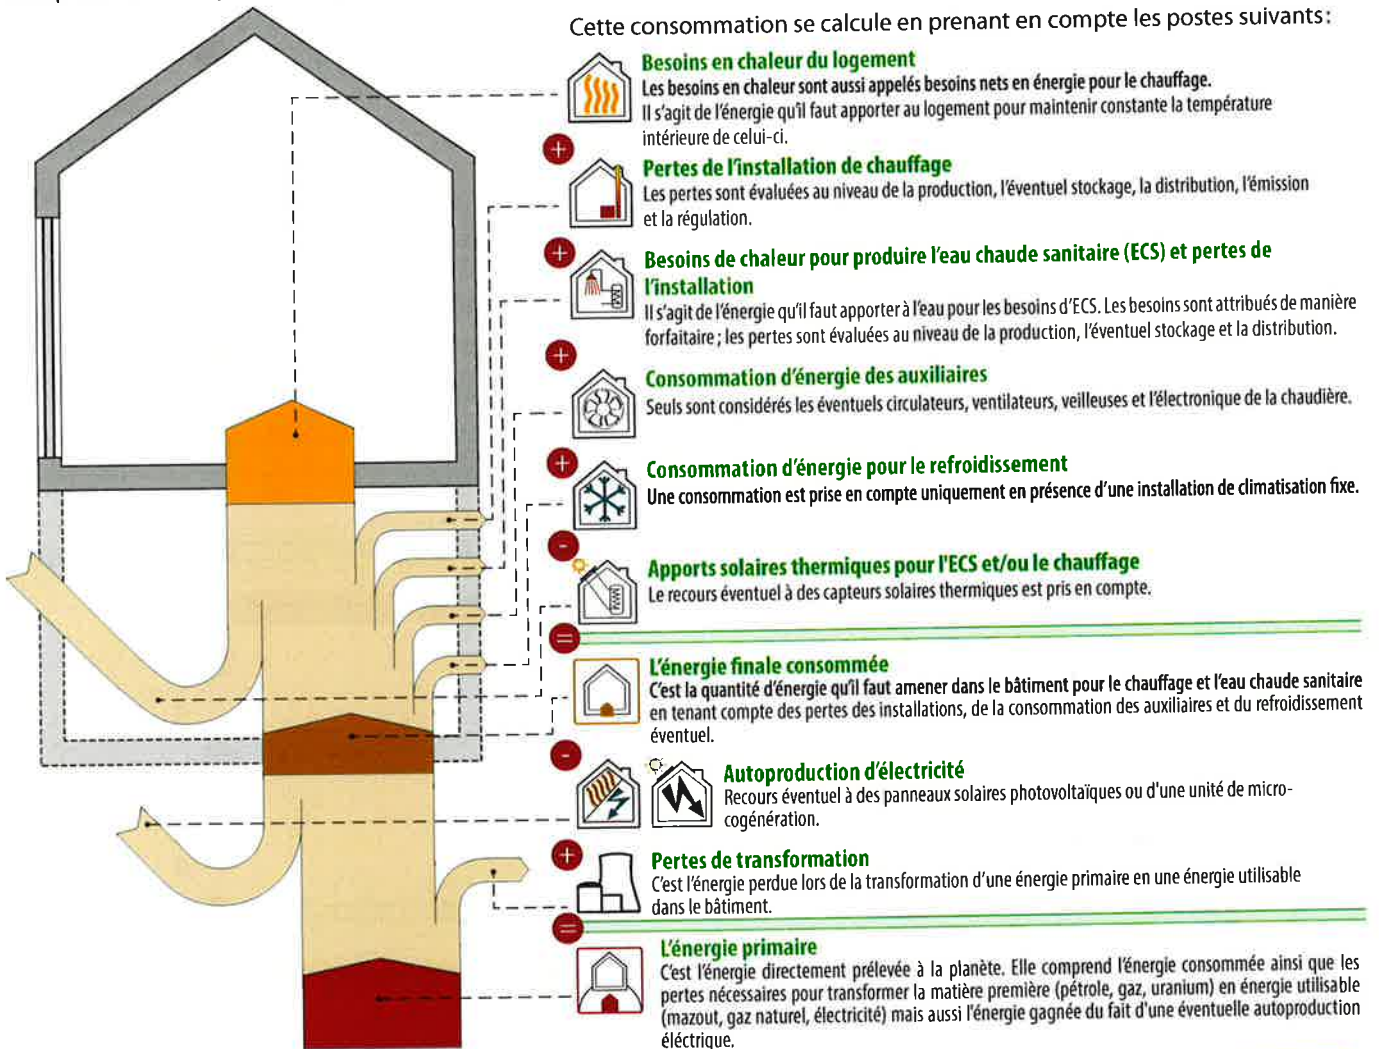 Cette consommation se calcule en prenant en compte les postes suivants:
Besoins en chaleur du logement
Les besoins en chaleur sont aussi appelés besoins nets en énergie pour le chauffage.
Il s'agit de l'énergie qu'il faut apporter au logement pour maintenir constante la température
intérieure de celui-ci.
+
Pertes de l'installation de chauffage
Les pertes sont évaluées au niveau de la production, l'éventuel stockage, la distribution, l'émission
et la régulation.
+
Besoins de chaleur pour produire l'eau chaude sanitaire (ECS) et pertes de
l'installation
Il s'agit de l'énergie qu'il faut apporter à l'eau pour les besoins d'ECS. Les besoins sont attribués de manière
forfaitaire ; les pertes sont évaluées au niveau de la production, l'éventuel stockage et la distribution.
+
Consommation d'énergie des auxiliaires
Seuls sont considérés les éventuels circulateurs, ventilateurs, veilleuses et l'électronique de la chaudière.
+
Consommation d'énergie pour le refroidissement
Une consommation est prise en compte uniquement en présence d'une installation de climatisation fixe.
-
Apports solaires thermiques pour l'ECS et/ou le chauffage
Le recours éventuel à des capteurs solaires thermiques est pris en compte.
=
L'énergie finale consommée
C'est la quantité d'énergie qu'il faut amener dans le bâtiment pour le chauffage et l'eau chaude sanitaire
en tenant compte des pertes des installations, de la consommation des auxiliaires et du refroidissement
éventuel.
-
Autoproduction d'électricité
Recours éventuel à des panneaux solaires photovoltaïques ou d'une unité de micro-
cogénération.
+
Pertes de transformation
C'est l'énergie perdue lors de la transformation d'une énergie primaire en une énergie utilisable
dans le bâtiment.
=
L'énergie primaire
C'est l'énergie directement prélevée à la planète. Elle comprend l'énergie consommée ainsi que les
pertes nécessaires pour transformer la matière première (pétrole, gaz, uranium) en énergie utilisable
(mazout, gaz naturel, électricité) mais aussi l'énergie gagnée du fait d'une éventuelle autoproduction
éléctrique.